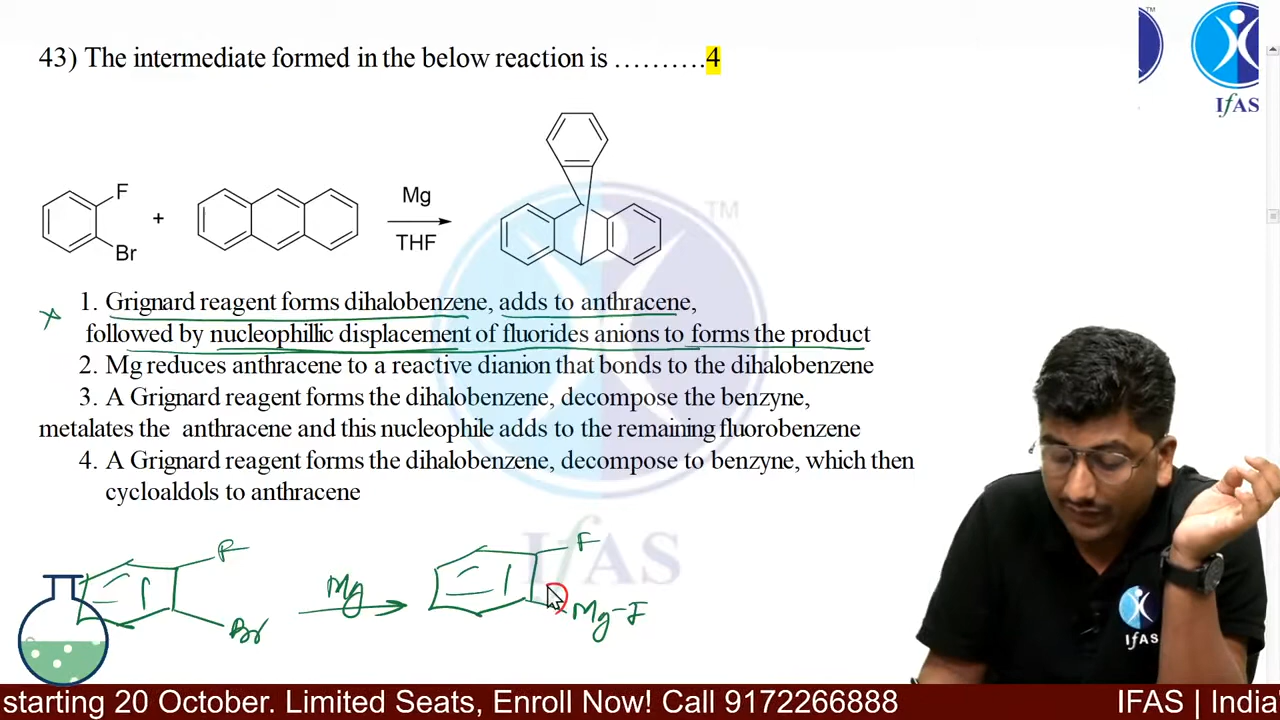 43) The intermediate formed in the below reaction is ……….4
TM
IfAS
F
Br
+
Mg
THF
TM
1. Grignard reagent forms dihalobenzene, adds to anthracene,
followed by nucleophillic displacement of fluorides anions to forms the product
2. Mg reduces anthracene to a reactive dianion that bonds to the dihalobenzene
3. A Grignard reagent forms the dihalobenzene, decompose the benzyne,
metalates the anthracene and this nucleophile adds to the remaining fluorobenzene
4. A Grignard reagent forms the dihalobenzene, decompose to benzyne, which then
cycloaldols to anthracene
IFAS
F
Br
Mg
F
Mg-F
IfAS
starting 20 October. Limited Seats, Enroll Now! Call 9172266888
IFAS | India